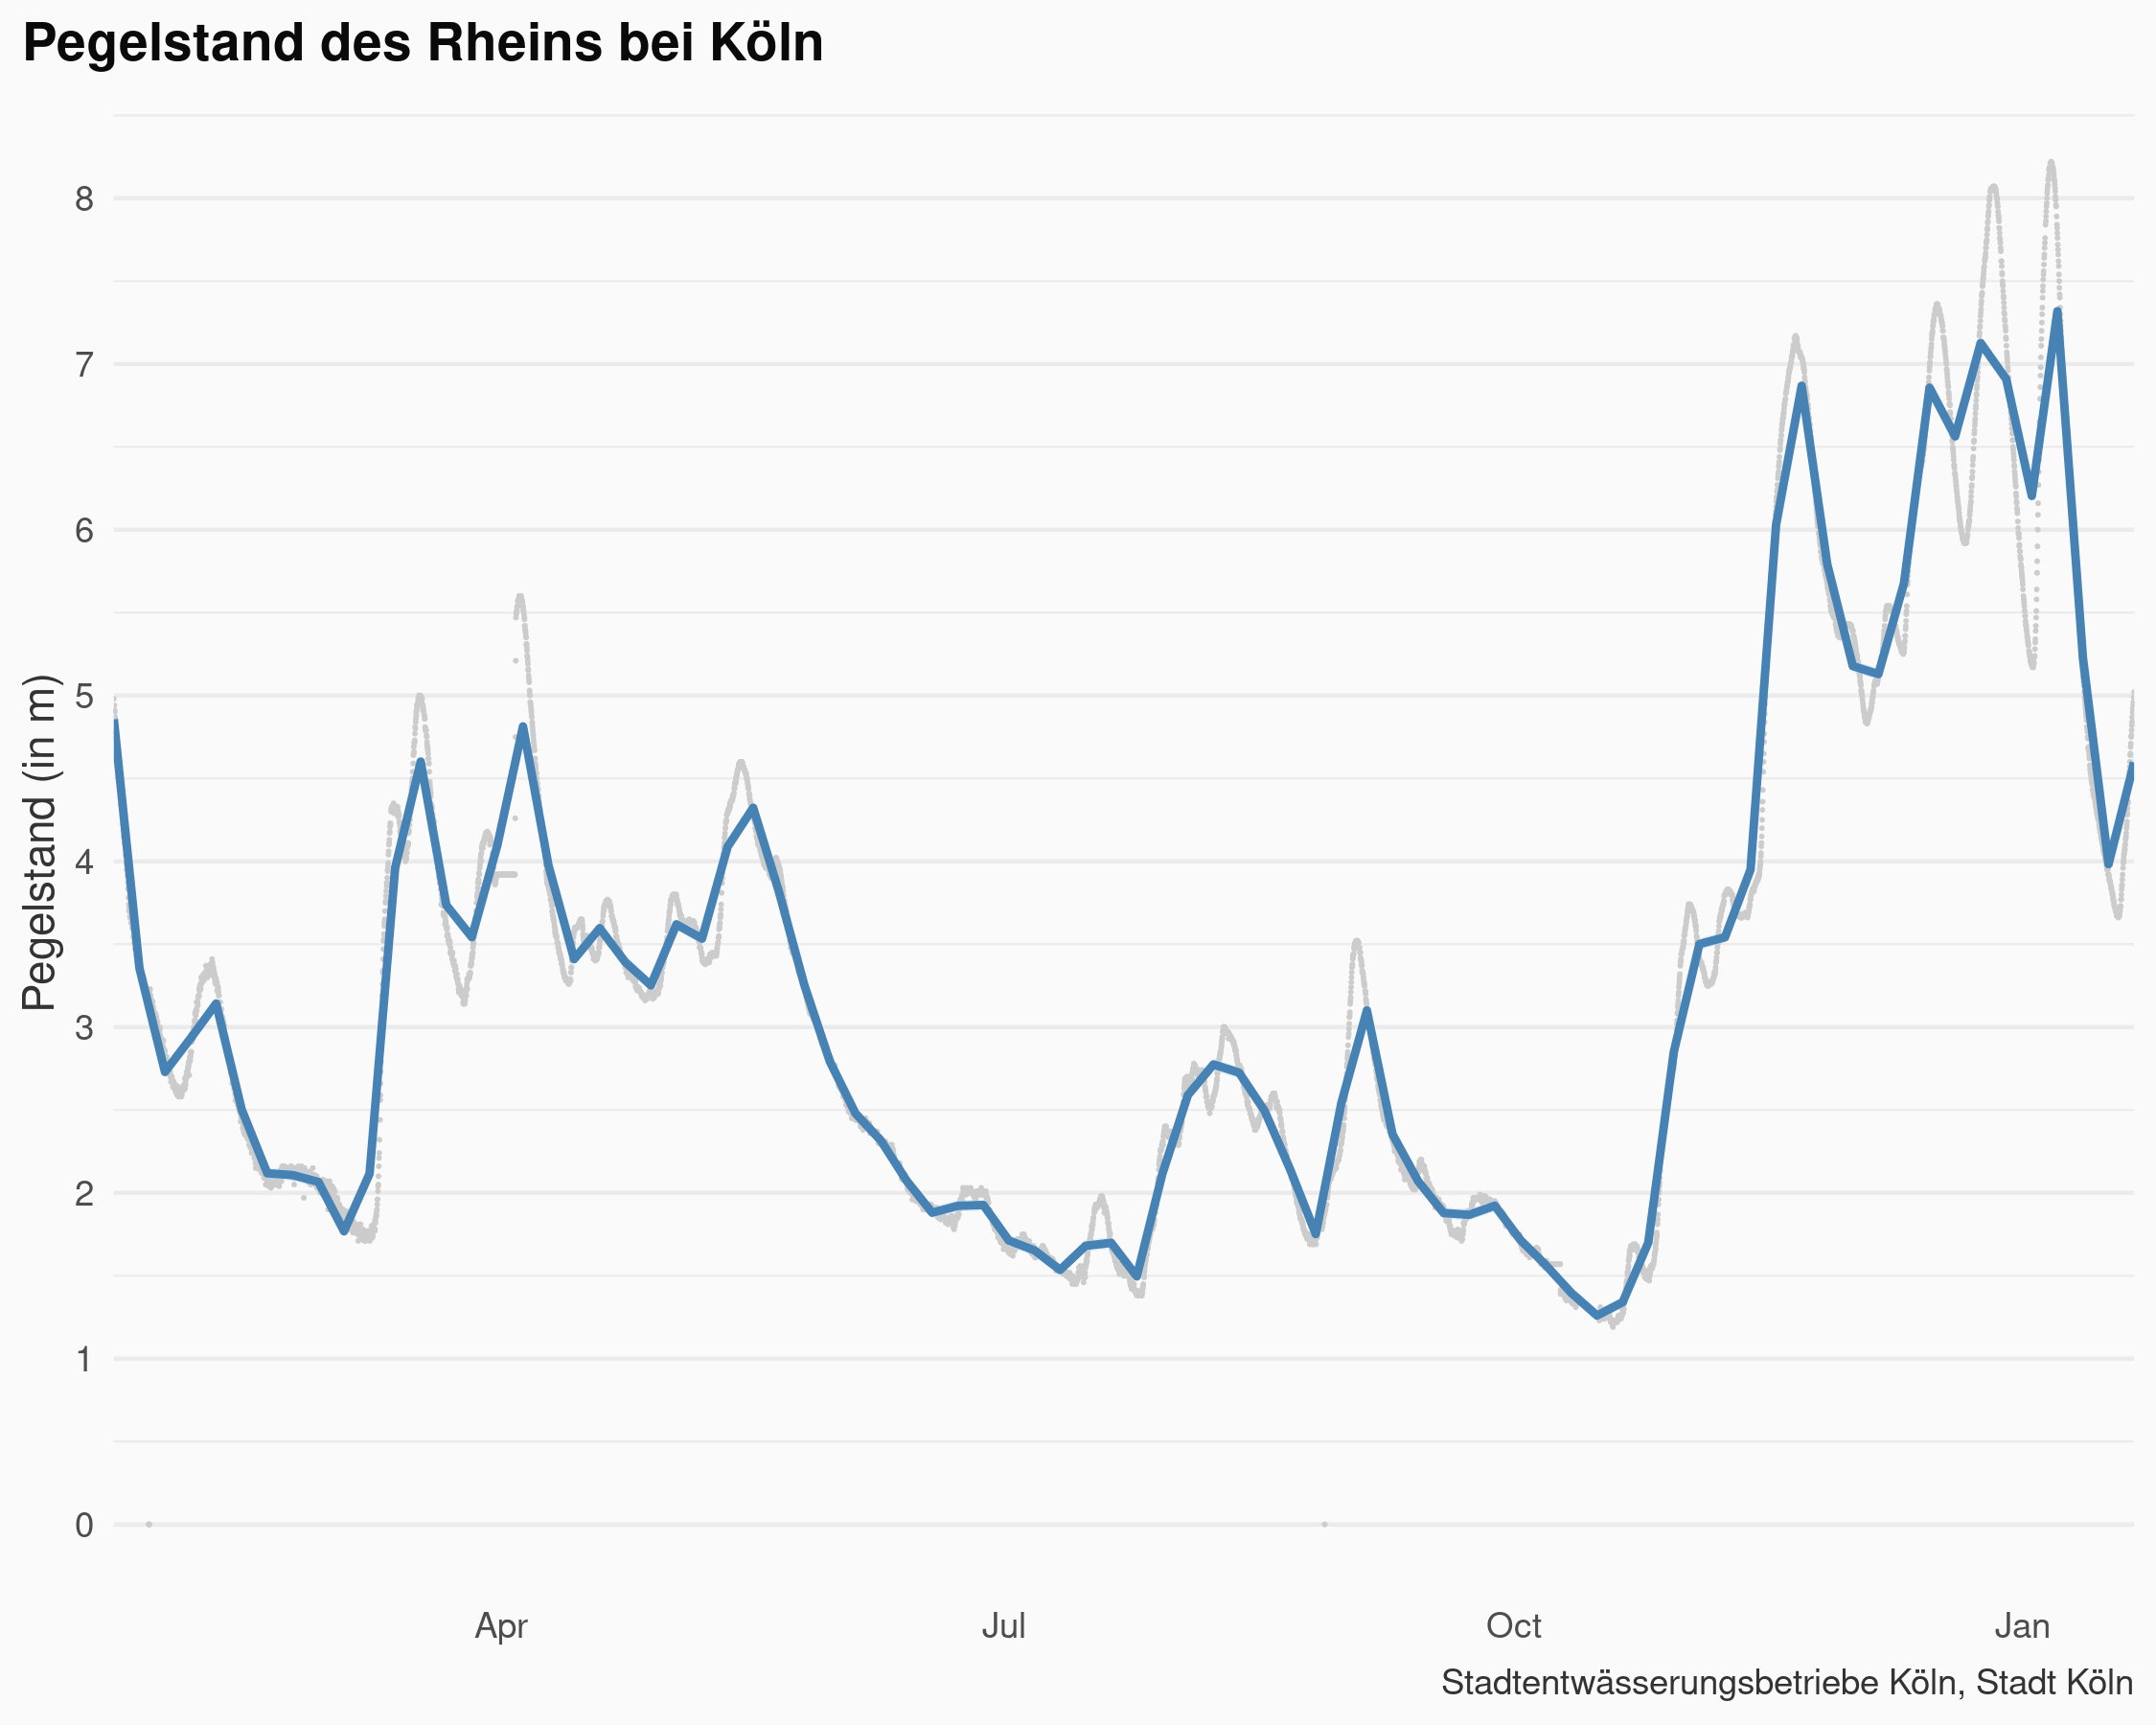 Pegelstand des Rheins bei Köln
Pegelstand (in m)
8
7
6
5
4
3
2
1
0
Apr Jul Oct Jan
Stadtentwässerungsbetriebe Köln, Stadt Köln